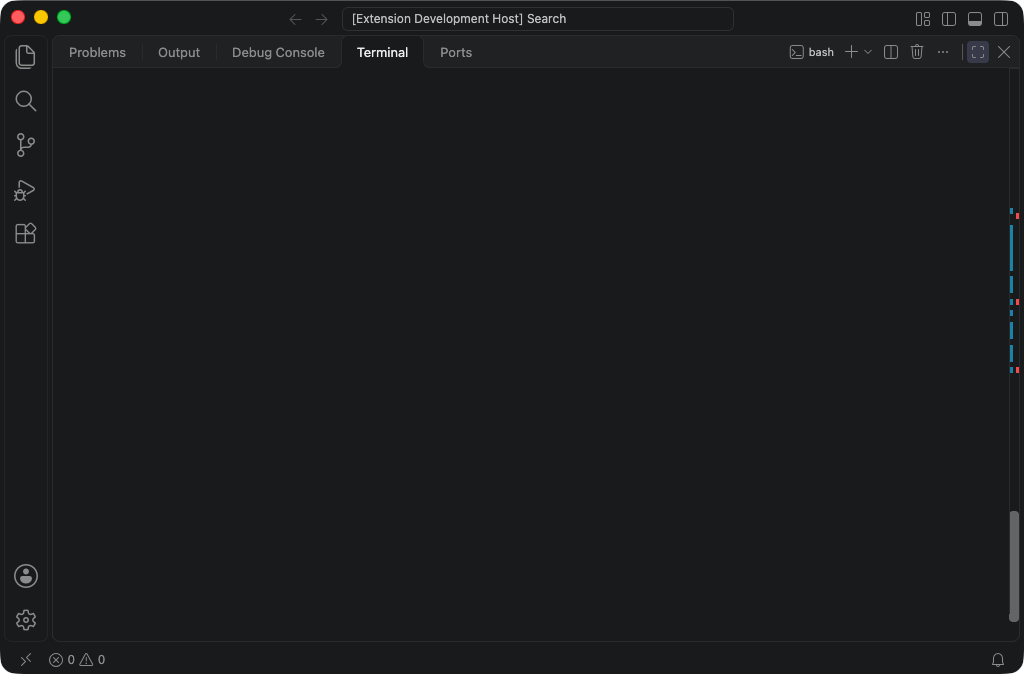 [Extension Development Host] Search
Problems Output Debug Console Terminal Ports bash
0 0